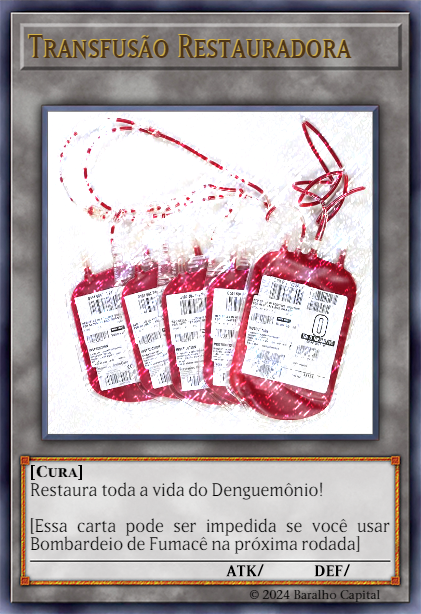 Transfusão Restauradora
O
[Cura]
Restaura toda a vida do Denguemônio!
[Essa carta pode ser impedida se você usar
Bombardeio de Fumacê na próxima rodada]
ATK/ DEF/
© 2024 Baralho Capital